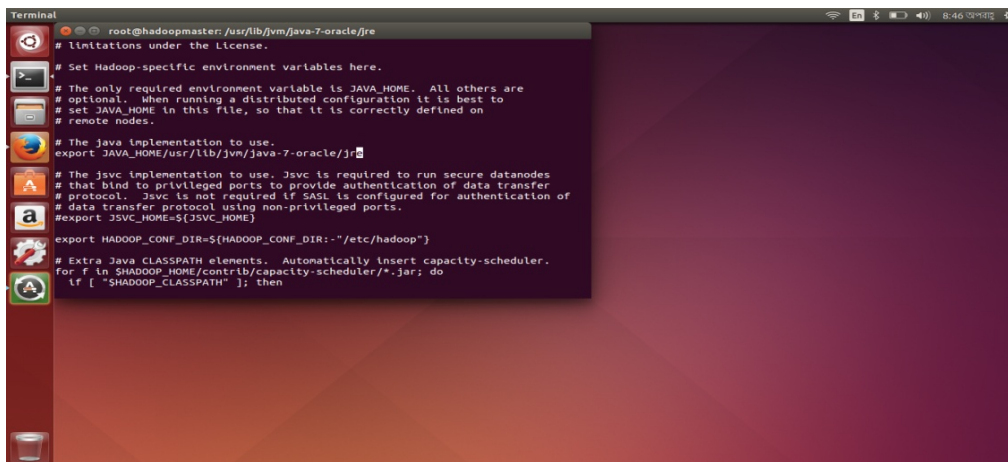 Terminal
En
8:46 অপরাহ্ণ
root@hadoopmaster: /usr/lib/jvm/java-7-oracle/jre
# limitations under the License.
# Set Hadoop-specific environment variables here.
# The only required environment variable is JAVA_HOME.  All others are
# optional.  When running a distributed configuration it is best to
# set JAVA_HOME in this file, so that it is correctly defined on
# remote nodes.
# The java implementation to use.
export JAVA_HOME/usr/lib/jvm/java-7-oracle/jre
# The jsvc implementation to use. Jsvc is required to run secure datanodes
# that bind to privileged ports to provide authentication of data transfer
# protocol.  Jsvc is not required if SASL is configured for authentication of
# data transfer protocol using non-privileged ports.
#export JSVC_HOME=${JSVC_HOME}
export HADOOP_CONF_DIR=${HADOOP_CONF_DIR:-"/etc/hadoop"}
# Extra Java CLASSPATH elements.  Automatically insert capacity-scheduler.
for f in $HADOOP_HOME/contrib/capacity-scheduler/*.jar; do
  if [ "$HADOOP_CLASSPATH" ]; then